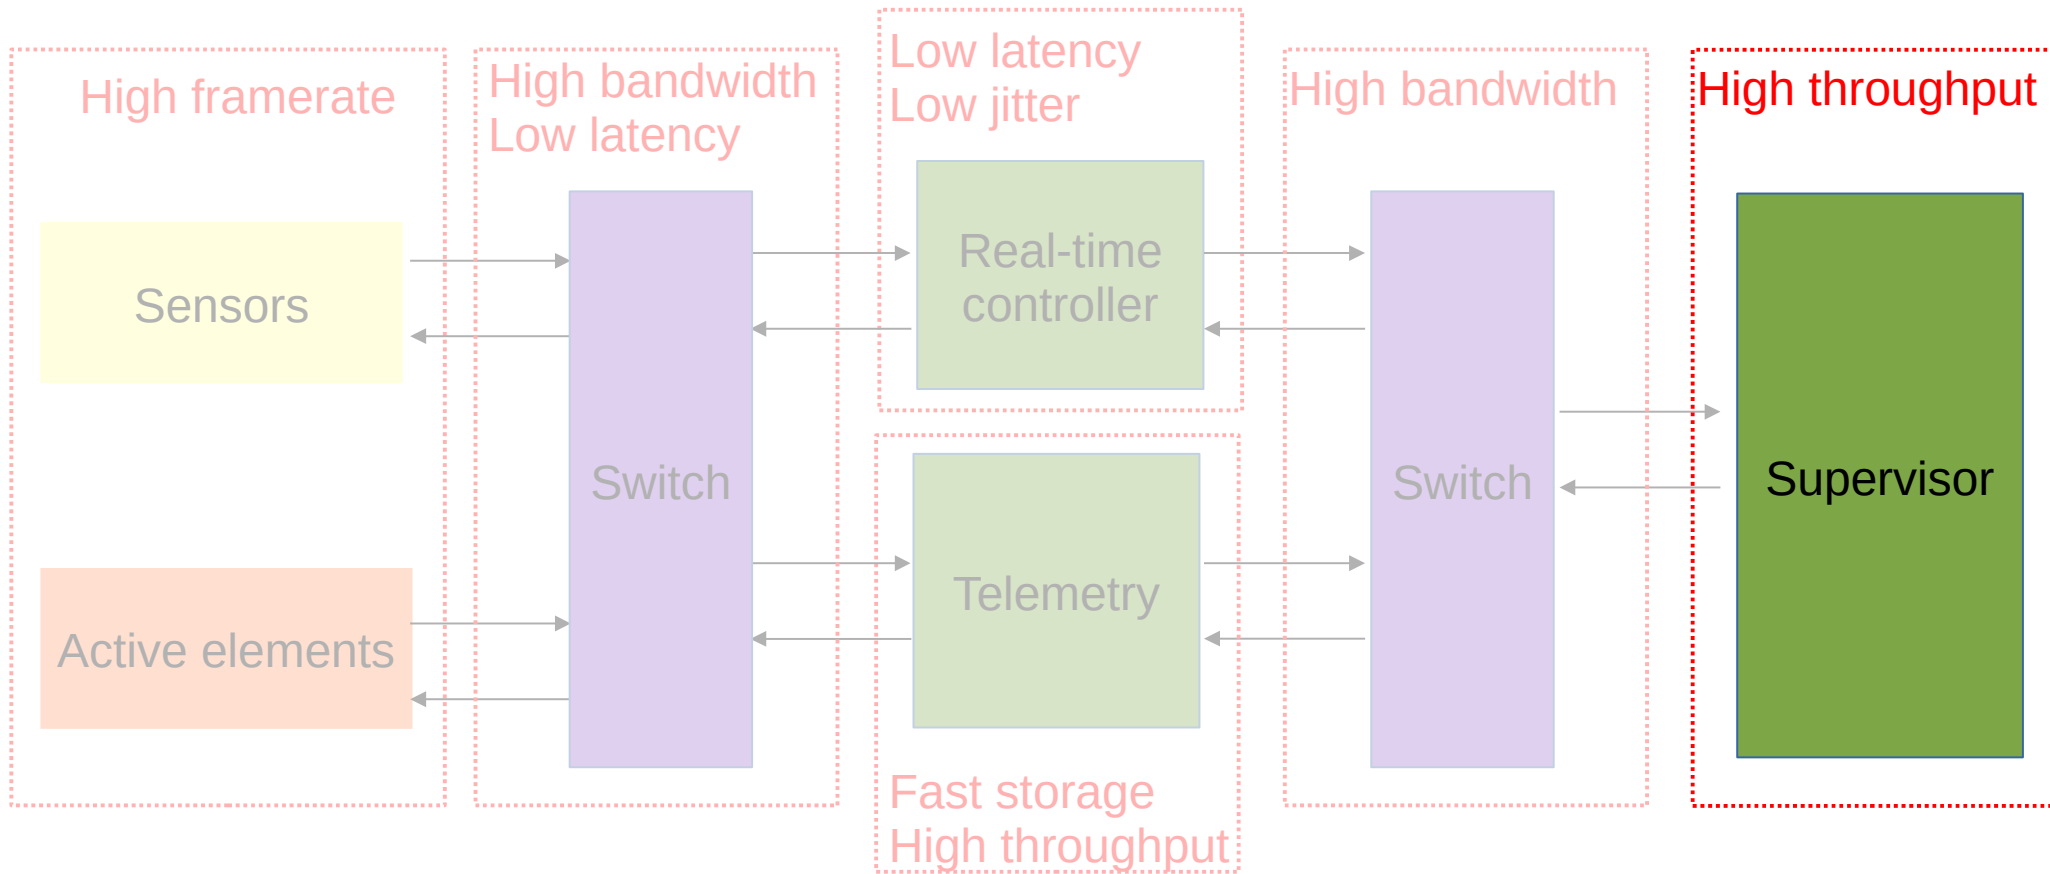 High framerate
Sensors
Active elements
High bandwidth
Low latency
Switch
Low latency
Low jitter
Real-time
controller
Telemetry
Fast storage
High throughput
High bandwidth
Switch
High throughput
Supervisor